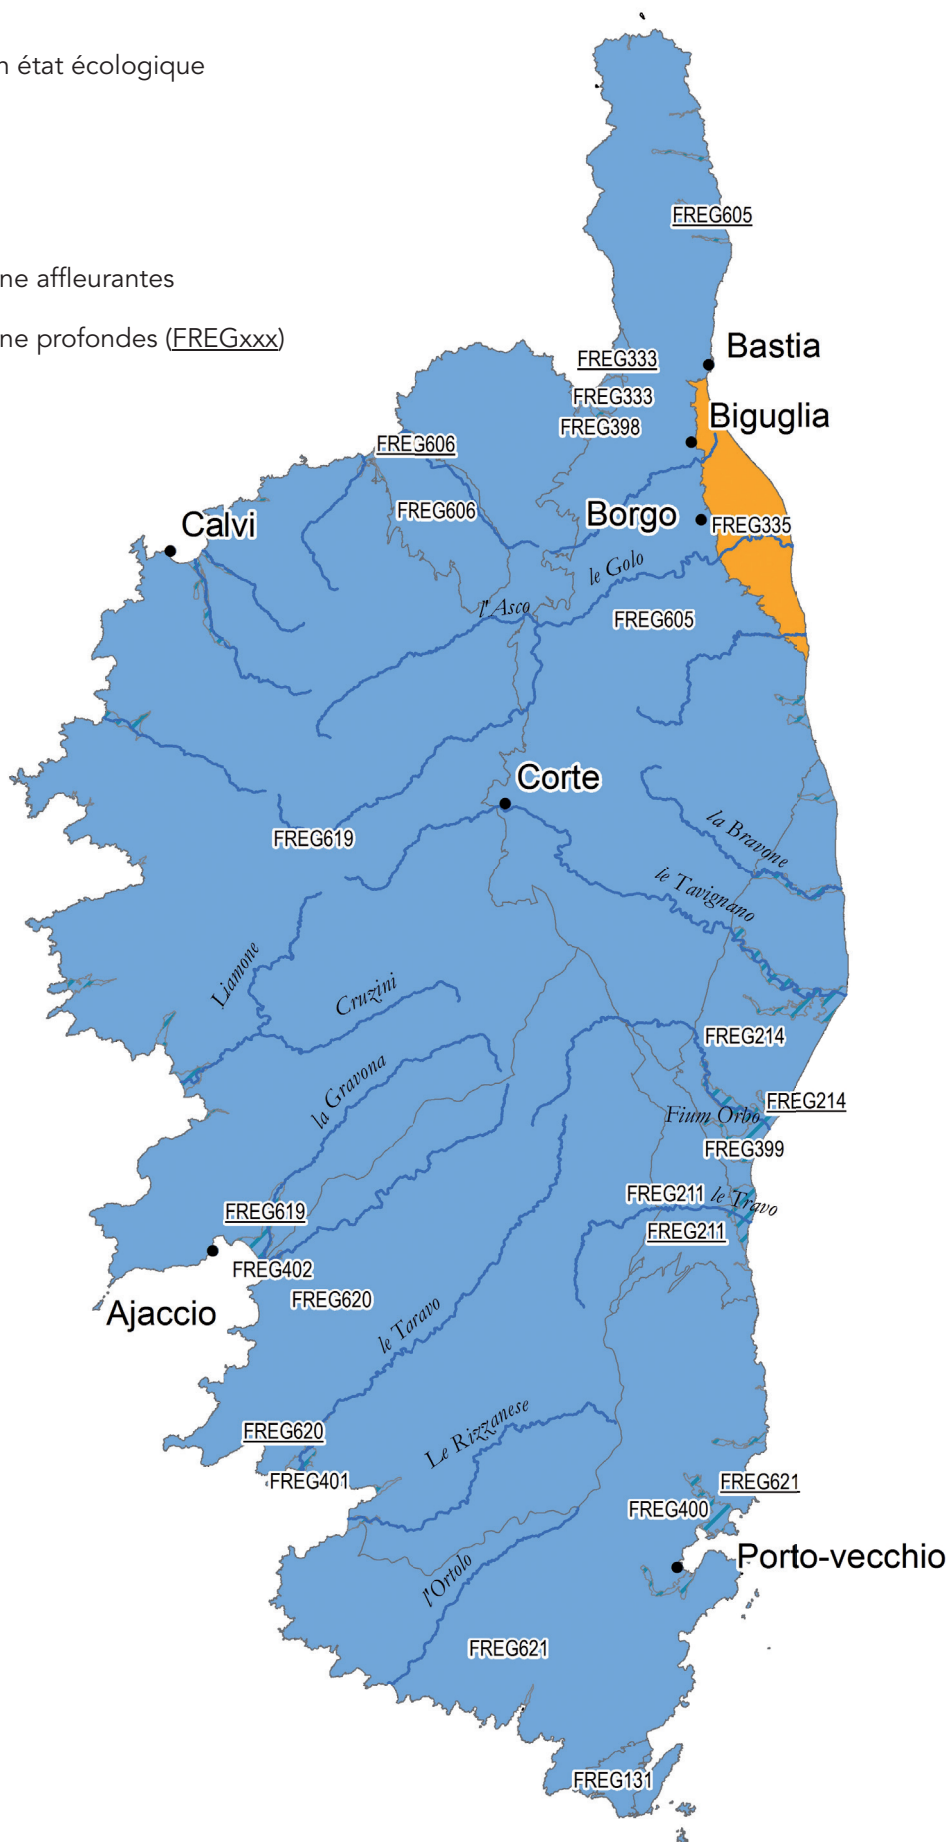 n état écologique
FREG605
ne affleurantes
ne profondes (FREGxxx)
Bastia
FREG333
FREG333
Biguglia
FREG398
FREG606
FREG606
Borgo
Calvi
FREG335
le Golo
l'Asco
FREG605
Corte
la Bravone
FREG619
le Tavignano
Liamone
Cruzini
FREG214
la Gravona
FREG214
Fium Orbo
FREG399
FREG211
le Travo
FREG619
FREG211
FREG402
FREG620
Ajaccio
le Taravo
Le Rizzanese
FREG620
FREG401
FREG621
FREG400
Porto-vecchio
l'Ortolo
FREG621
FREG131